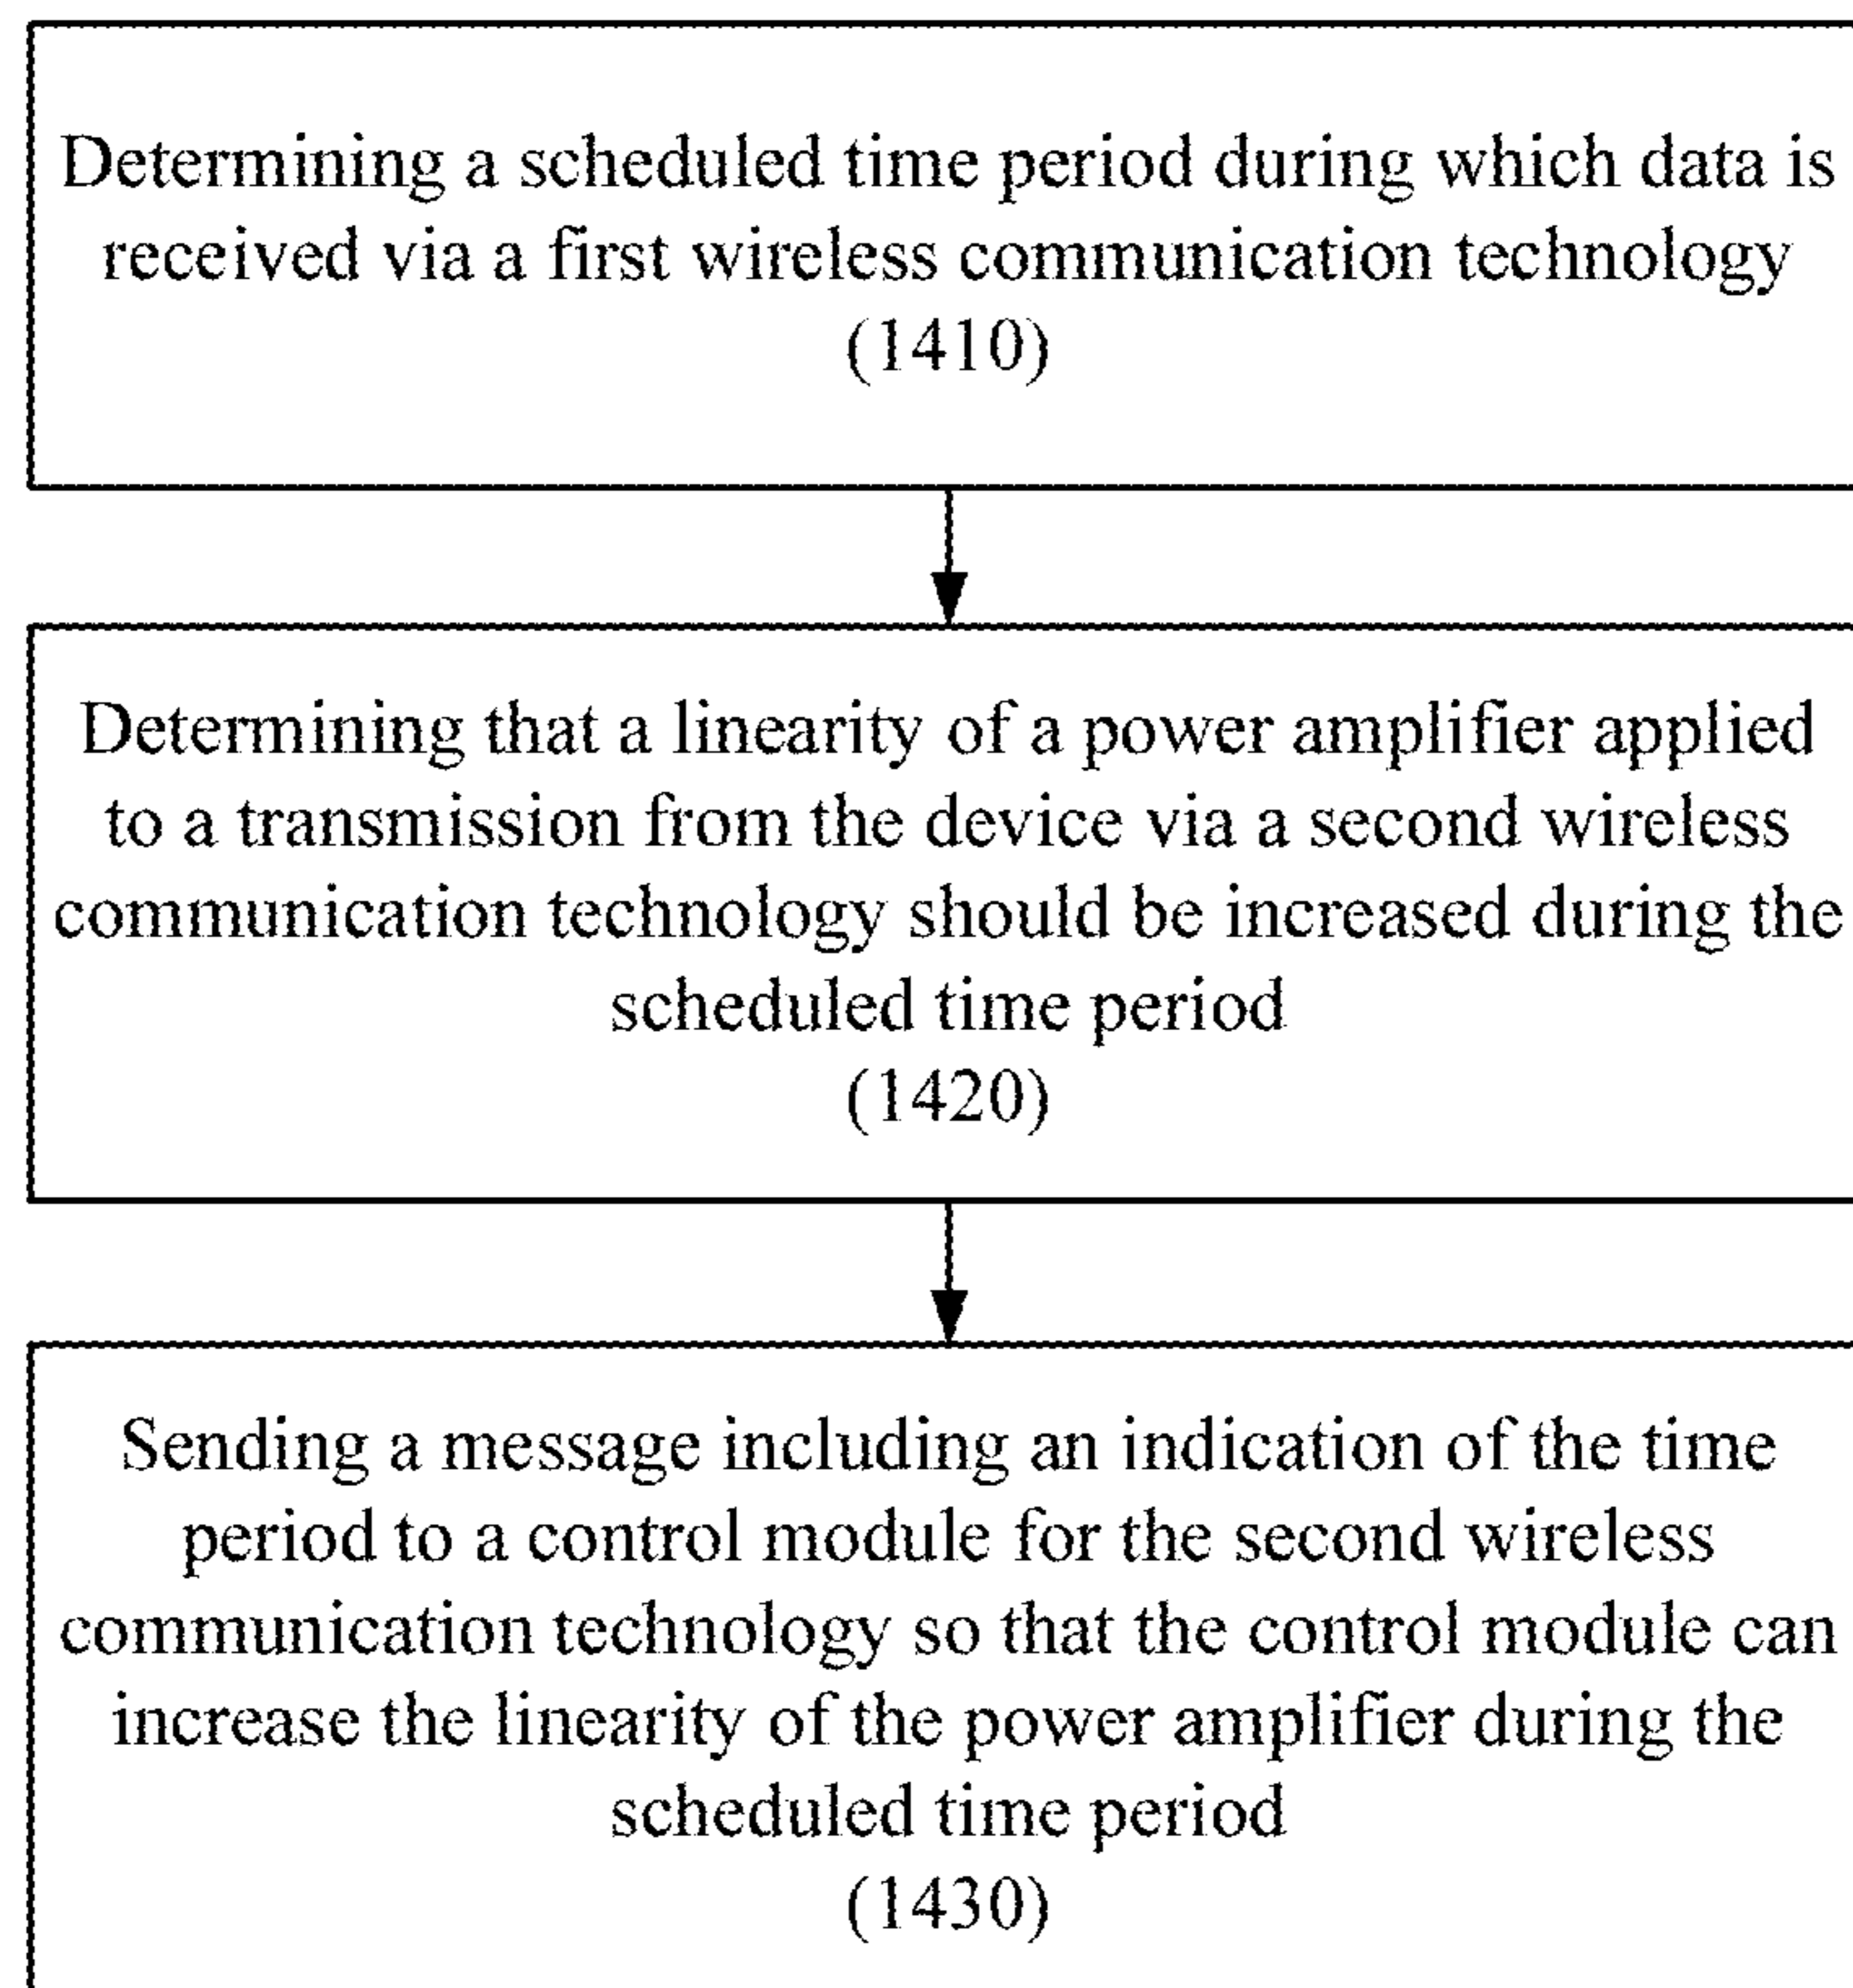 Determining a scheduled time period during which data is
received via a first wireless communication technology
(1410)
Determining that a linearity of a power amplifier applied
to a transmission from the device via a second wireless
communication technology should be increased during the
scheduled time period
(1420)
Sending a message including an indication of the time
period to a control module for the second wireless
communication technology so that the control module can
increase the linearity of the power amplifier during the
scheduled time period
(1430)